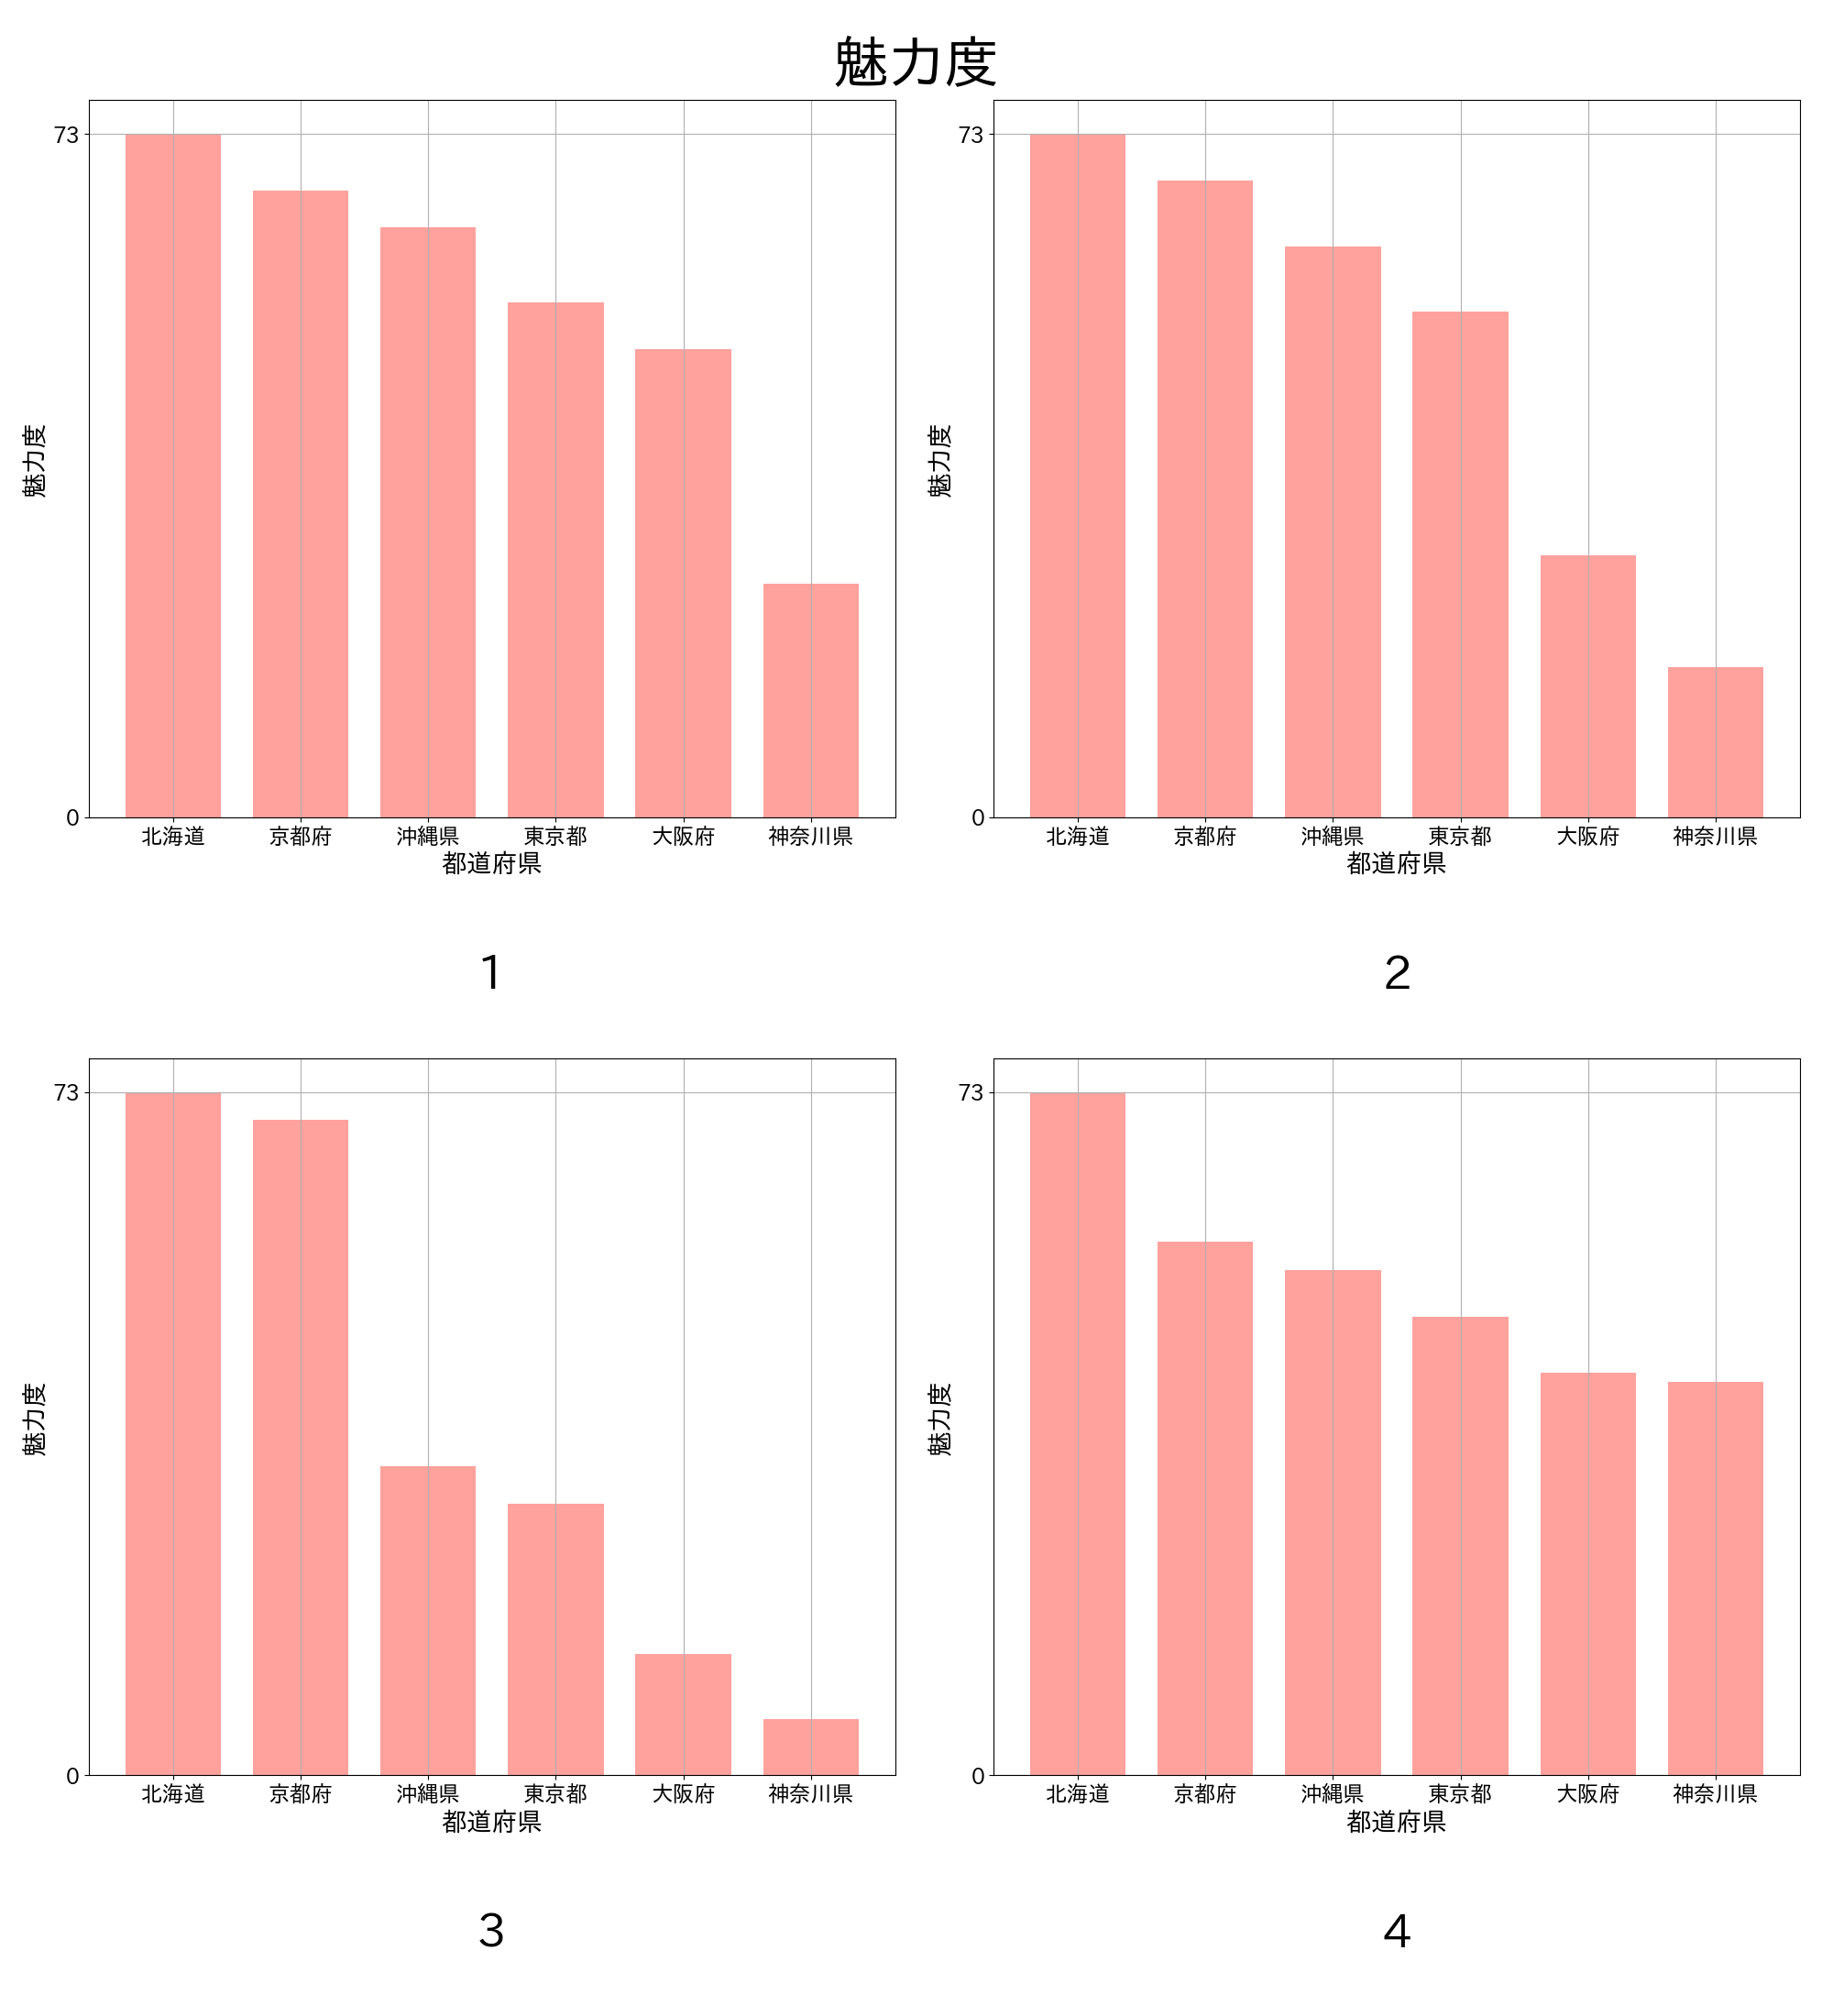 魅力度
73
0
魅力度
北海道 京都府 沖縄県 東京都 大阪府 神奈川県
都道府県
1
73
0
魅力度
北海道 京都府 沖縄県 東京都 大阪府 神奈川県
都道府県
2
73
0
魅力度
北海道 京都府 沖縄県 東京都 大阪府 神奈川県
都道府県
3
73
0
魅力度
北海道 京都府 沖縄県 東京都 大阪府 神奈川県
都道府県
4